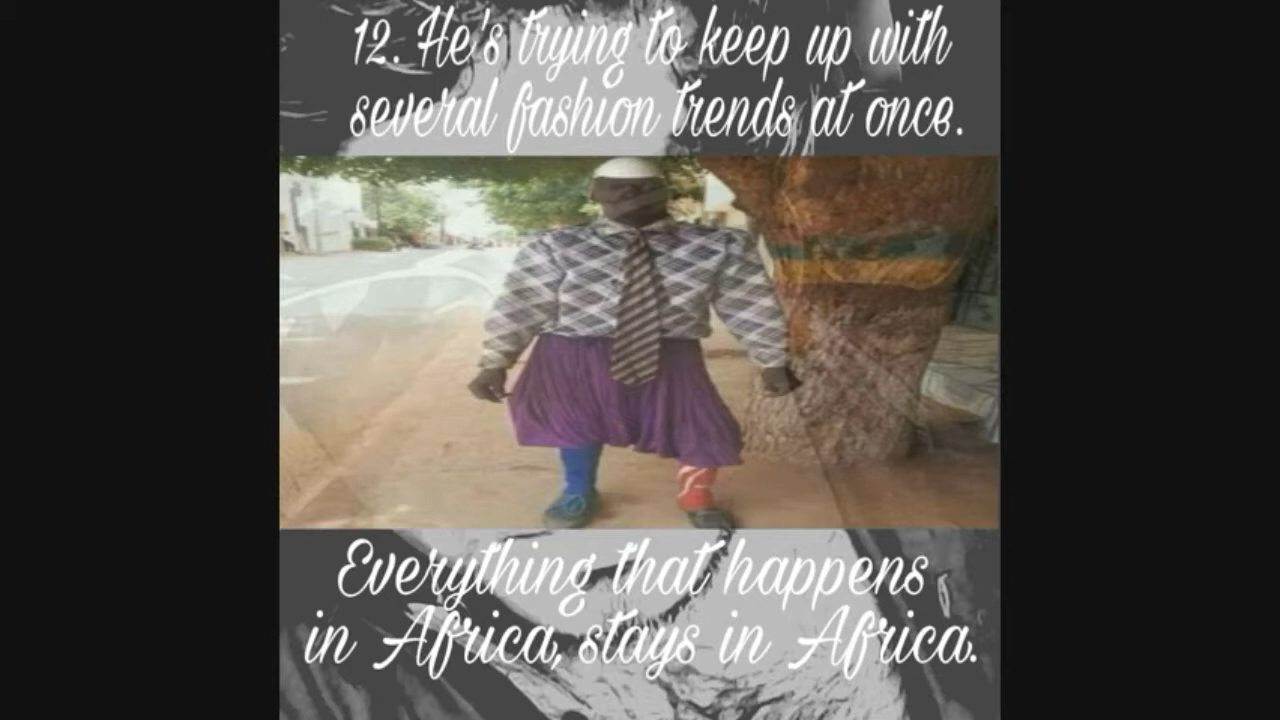 12. He's trying to keep up with
several fashion trends at once.
Everything that happens
in Africa, stays in Africa.